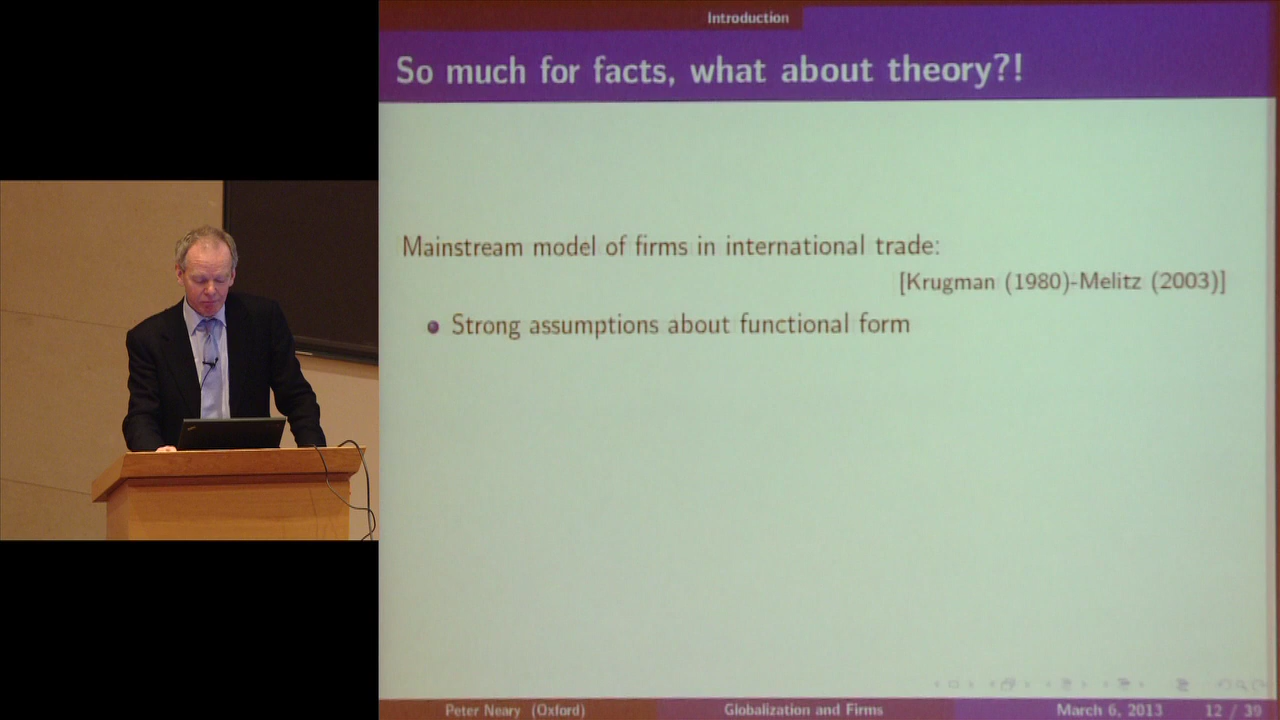 Introduction
So much for facts, what about theory?!
Mainstream model of firms in international trade:
[Krugman (1980)-Melitz (2003)]
Strong assumptions about functional form
Peter Neary (Oxford) Globalization and Firms March 6, 2013 12 / 39